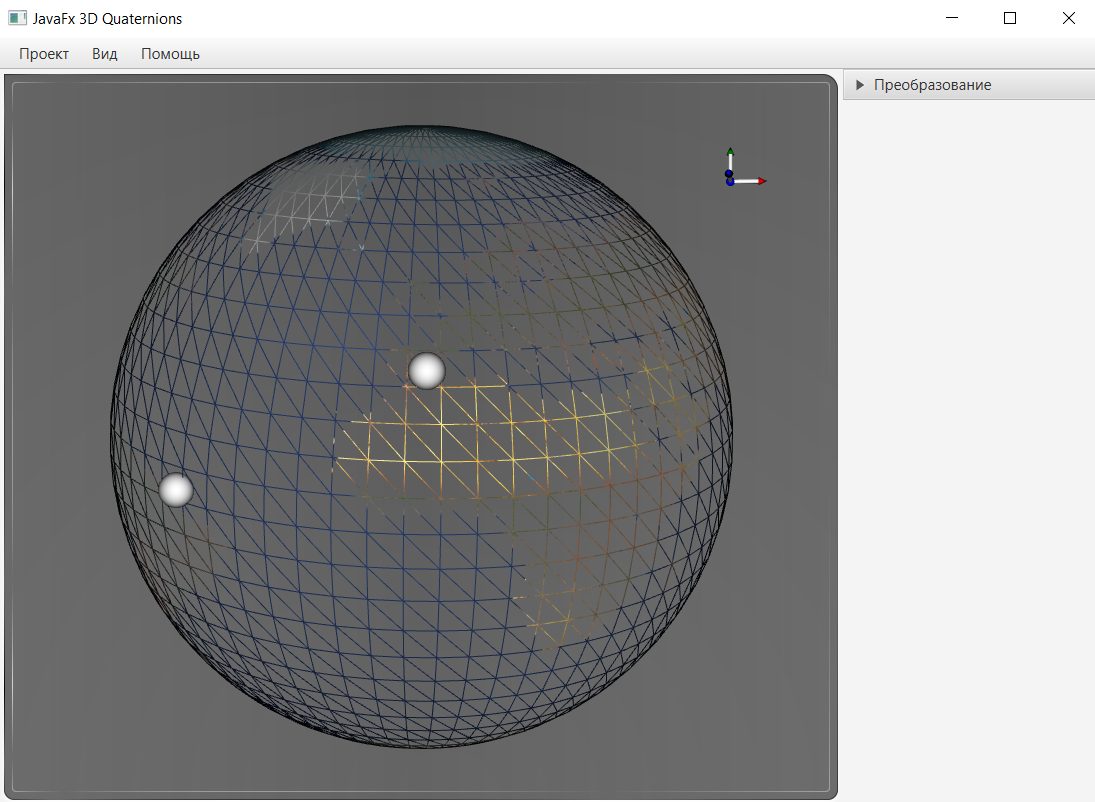 JavaFx 3D Quaternions
Проект Вид Помощь
Преобразование